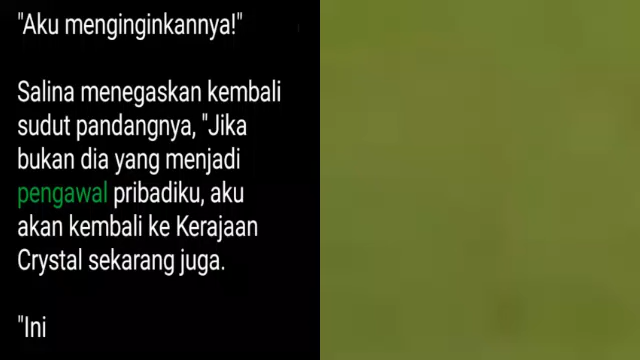 "Aku menginginkannya!"
Salina menegaskan kembali
sudut pandangnya, "Jika
bukan dia yang menjadi
pengawal pribadiku, aku
akan kembali ke Kerajaan
Crystal sekarang juga.
"Ini